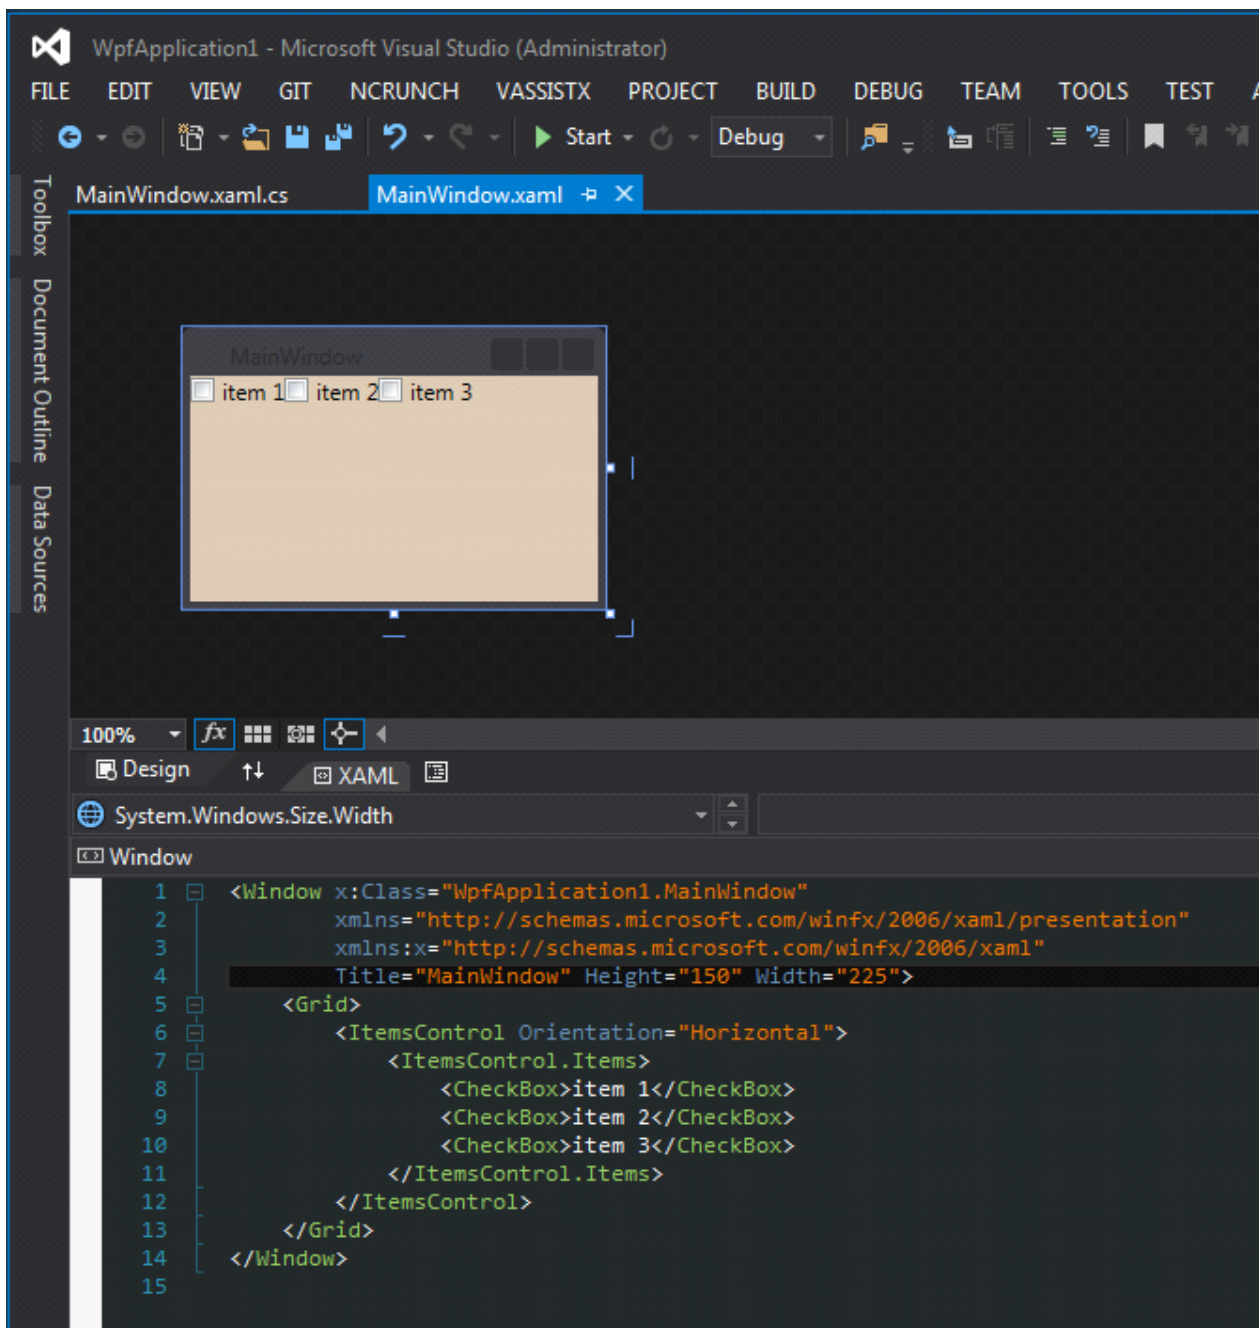 WpfApplication1 - Microsoft Visual Studio (Administrator)
FILE EDIT VIEW GIT NCRUNCH VASSISTX PROJECT BUILD DEBUG TEAM TOOLS TEST
Start Debug
Toolbox
Document Outline
Data Sources
MainWindow.xaml.cs MainWindow.xaml
MainWindow
item 1 item 2 item 3
100% fx
Design XAML
System.Windows.Size.Width
Window
1 <Window x:Class="WpfApplication1.MainWindow"
2 xmlns="http://schemas.microsoft.com/winfx/2006/xaml/presentation"
3 xmlns:x="http://schemas.microsoft.com/winfx/2006/xaml"
4 Title="MainWindow" Height="150" Width="225">
5 <Grid>
6 <ItemsControl Orientation="Horizontal">
7 <ItemsControl.Items>
8 <CheckBox>item 1</CheckBox>
9 <CheckBox>item 2</CheckBox>
10 <CheckBox>item 3</CheckBox>
11 </ItemsControl.Items>
12 </ItemsControl>
13 </Grid>
14 </Window>
15